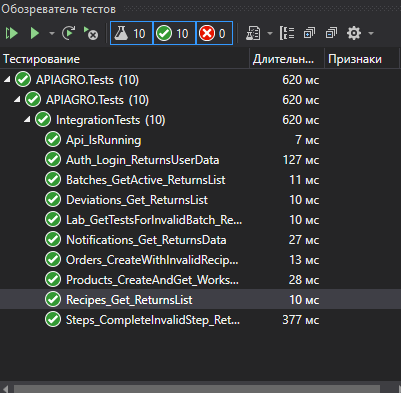 Обозреватель тестов
10 10 0
Тестирование Длительн... Признаки
APIAGRO.Tests (10) 620 мс
APIAGRO.Tests (10) 620 мс
IntegrationTests (10) 620 мс
Api_IsRunning 7 мс
Auth_Login_ReturnsUserData 127 мс
Batches_GetActive_ReturnsList 11 мс
Deviations_Get_ReturnsList 10 мс
Lab_GetTestsForInvalidBatch_Re... 10 мс
Notifications_Get_ReturnsData 27 мс
Orders_CreateWithInvalidRecip... 13 мс
Products_CreateAndGet_Works... 28 мс
Recipes_Get_ReturnsList 10 мс
Steps_CompleteInvalidStep_Ret... 377 мс